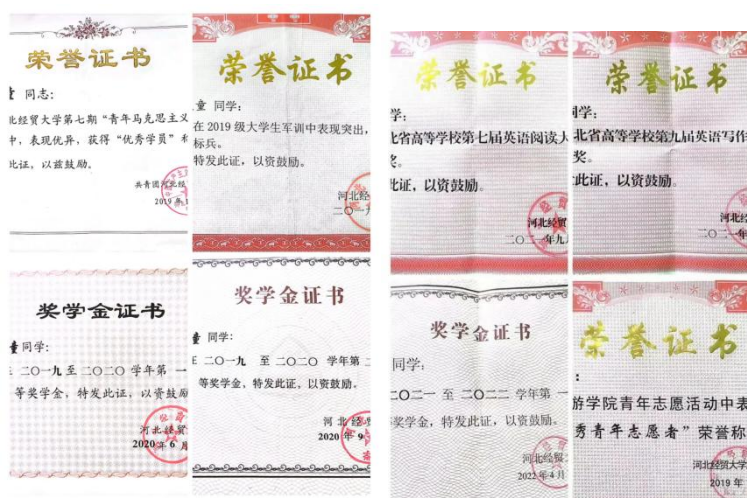 荣誉证书
童 同志:
北经贸大学第七期“青年马克思主义
中，表现优异，获得“优秀学员”
此证，以兹鼓励。
共青团河北经
2019年1
荣誉证书
童 同学:
在 2019 级大学生军训中表现突出，
标兵。
特发此证，以资鼓励。
河北经
二〇一九
奖学金证书
童同学:
二〇一九 至 二〇二〇 学年第 一
等奖学金，特发此证，以资鼓励
河北经贸
2020年6月
奖学金证书
童 同学:
二〇一九 至 二〇二〇 学年第 二
等奖学金，特发此证，以资鼓励。
河北经贸
2020年9
荣誉证书
学:
北省高等学校第七届英语阅读大
奖。
此证，以资鼓励。
河北经贸
二〇二一年九
荣誉证书
同学:
北省高等学校第九届英语写作
奖。
此证，以资鼓励。
河北经
二〇二一年
奖学金证书
同学:
二〇二一 至 二〇二二 学年第 一
奖学金，特发此证，以资鼓励。
河北经贸
2022年4月
荣誉证书
:
游学院青年志愿活动中表
秀青年志愿者”荣誉称
河北经贸大学
2019年